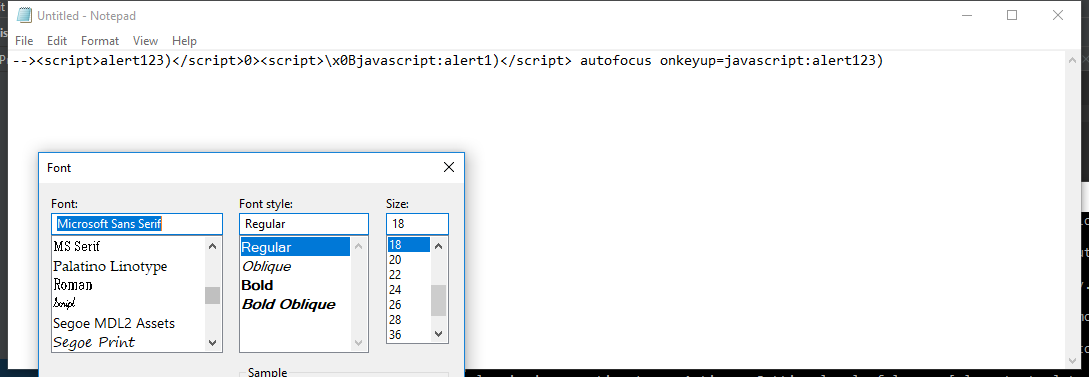 Untitled - Notepad
File Edit Format View Help
--><script>alert123)</script>0><script>\x0Bjavascript:alert1)</script> autofocus onkeyup=javascript:alert123)
Font
Font: Font style: Size:
Microsoft Sans Serif Regular 18
MS Serif Regular 18
Palatino Linotype Oblique 20
Roman Bold 22
Script Bold Oblique 24
Segoe MDL2 Assets 26
Segoe Print 28
36
Sample